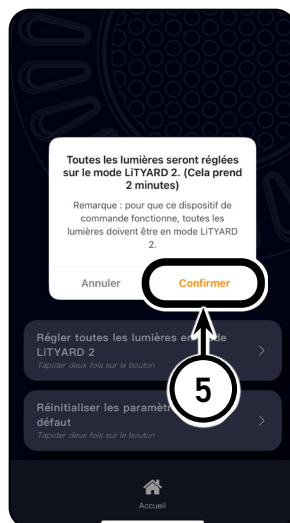 Toutes les lumières seront réglées
sur le mode LiTYARD 2. (Cela prend
2 minutes)
Remarque : pour que ce dispositif de
commande fonctionne, toutes les
lumières doivent être en mode LiTYARD
2.
Annuler
Confirmer
Régler toutes les lumières en mode
LiTYARD 2
Tapoter deux fois sur le bouton
5
Réinitialiser les paramèt
défaut
Tapoter deux fois sur le bouton
Accueil